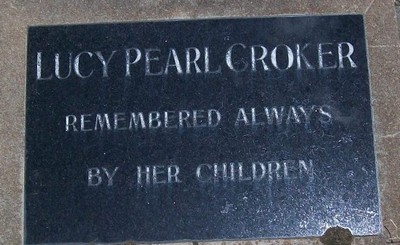 LUCY PEARL CROKER
REMEMBERED ALWAYS
BY HER CHILDREN